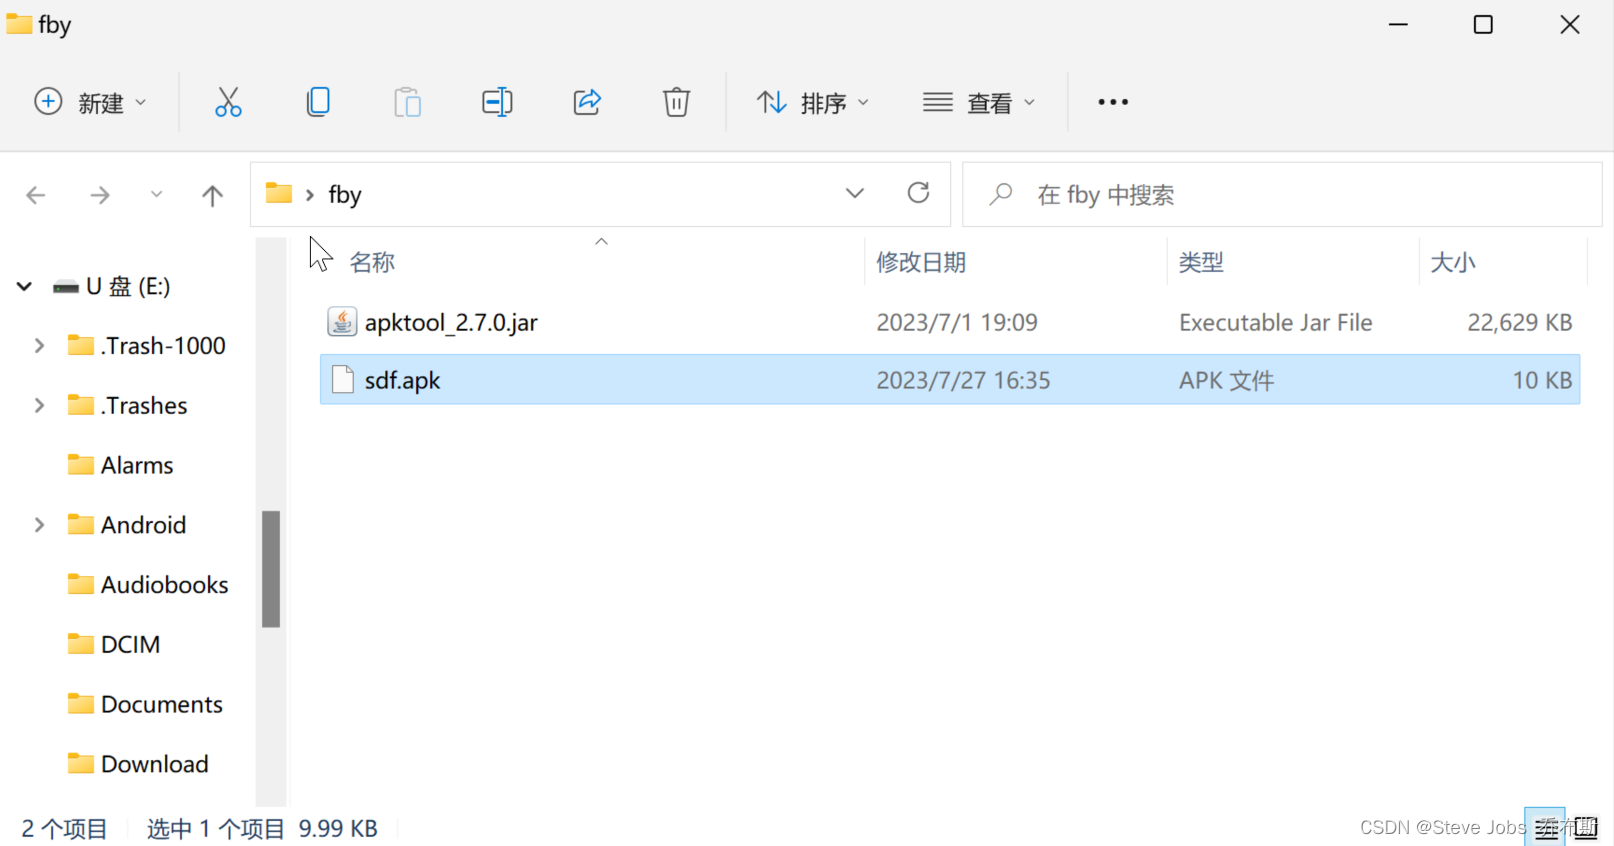 fby
新建
排序
查看
fby
在 fby 中搜索
名称 修改日期 类型 大小
U 盘 (E:)
apktool_2.7.0.jar 2023/7/1 19:09 Executable Jar File 22,629 KB
.Trash-1000
sdf.apk 2023/7/27 16:35 APK 文件 10 KB
.Trashes
Alarms
Android
Audiobooks
DCIM
Documents
Download
2 个项目 选中 1 个项目 9.99 KB
CSDN @Steve Jobs 乔布斯